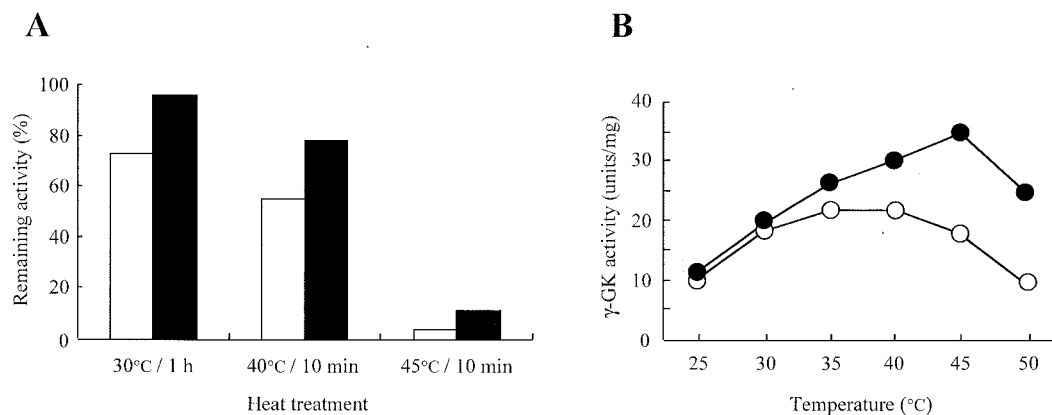 A
Remaining activity (%)
100
80
60
40
20
0
30°C / 1 h
40°C / 10 min
45°C / 10 min
Heat treatment
B
γ-GK activity (units/mg)
40
30
20
10
0
25
30
35
40
45
50
Temperature (°C)